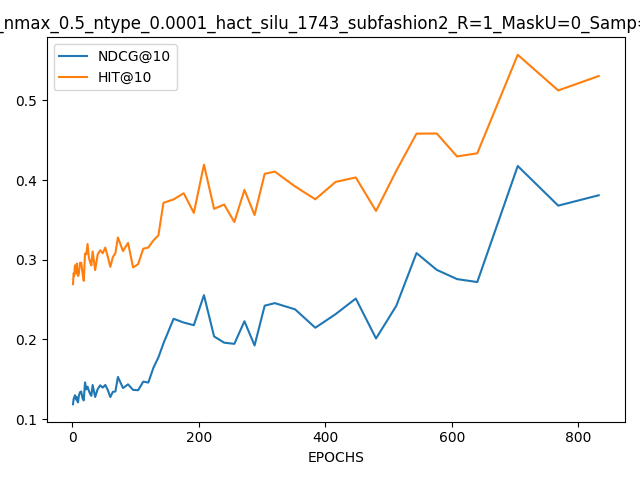 _nmax_0.5_ntype_0.0001_hact_silu_1743_subfashion2_R=1_MaskU=0_Samp=
NDCG@10
HIT@10
0.5
0.4
0.3
0.2
0.1
0 200 400 600 800
EPOCHS